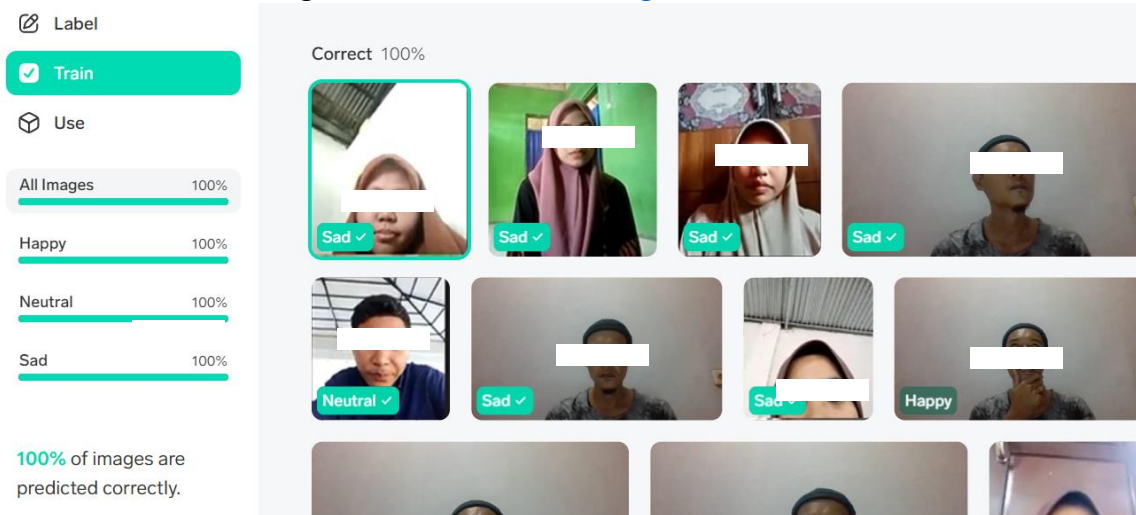 Label
Train
Use
All Images 100%
Happy 100%
Neutral 100%
Sad 100%
100% of images are
predicted correctly.
Correct 100%
Sad
Sad
Sad
Sad
Neutral
Sad
Sad
Happy